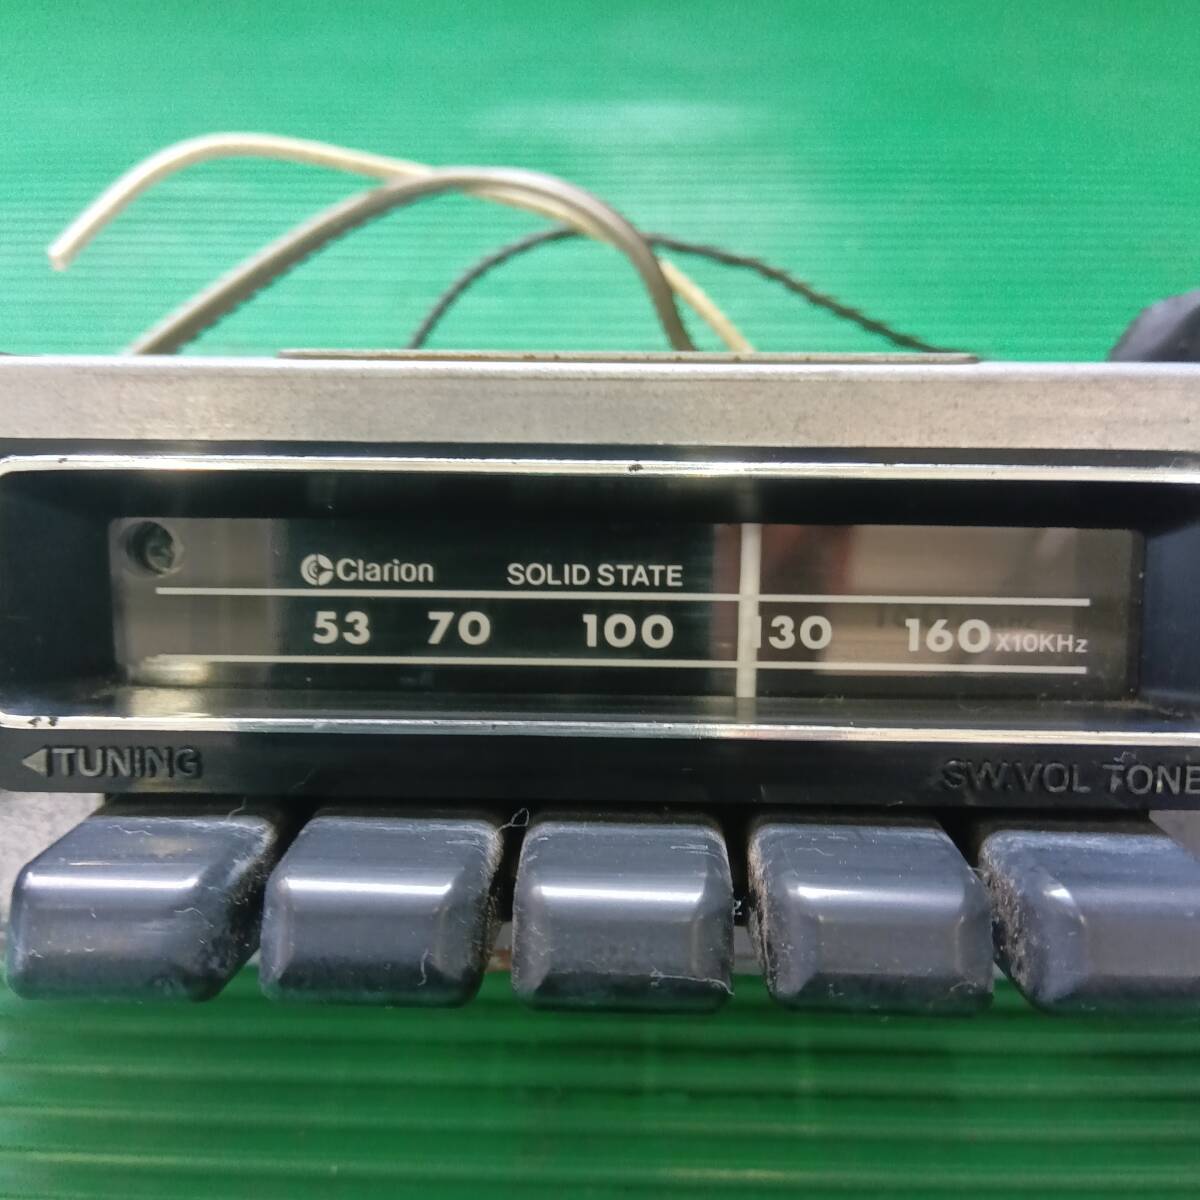 Clarion SOLID STATE
53 70 100 130 160 X10KHz
TUNING SW.VOL TONE